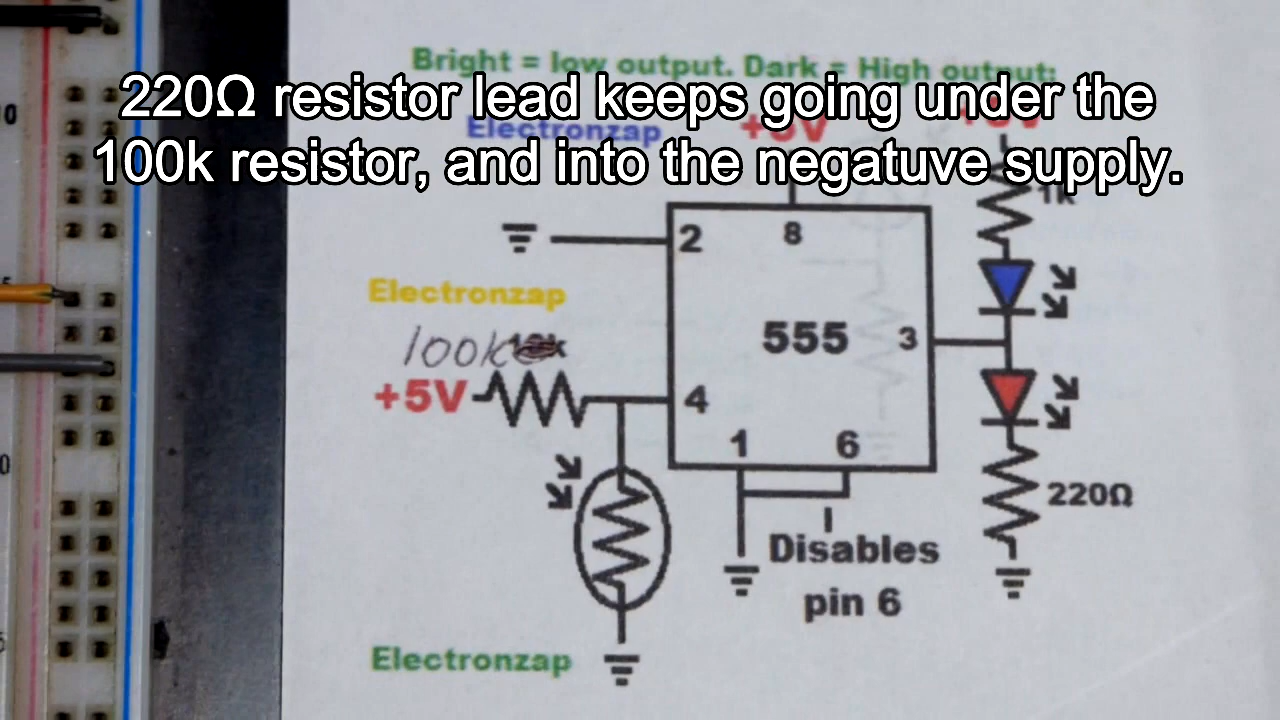 Bright = low output. Dark = High output:
220Ω resistor lead keeps going under the
100k resistor, and into the negatuve supply.
Electronzap +5V
1k
2 8
Electronzap
555 3
100k
+5V 4
1 6
220Ω
Disables
pin 6
Electronzap